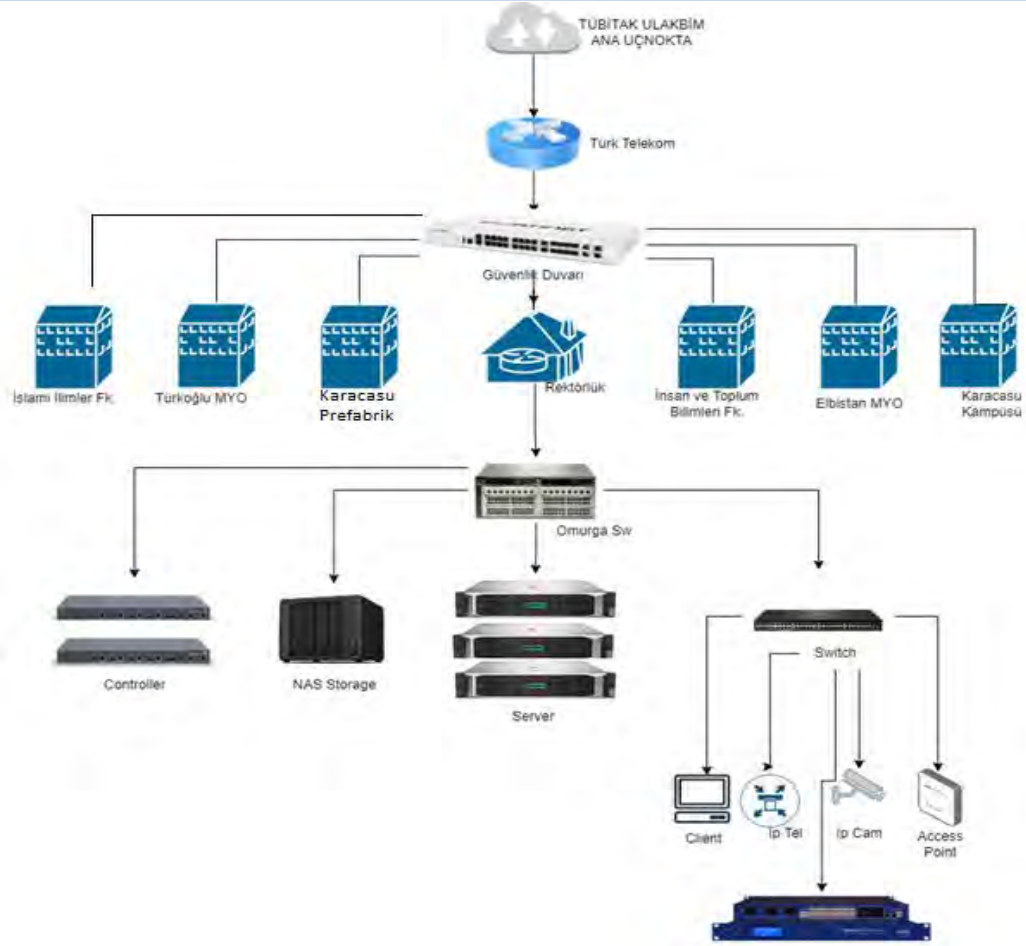 TÜBİTAK ULAKBİM
ANA UÇNOKTA
Türk Telekom
Güvenlik Duvarı
İslami İlimler Fk.
Türkoğlu MYO
Karacasu
Prefabrik
Rektörlük
İnsan ve Toplum
Bilimleri Fk.
Elbistan MYO
Karacasu
Kampüsü
Omurga Sw
Controller
NAS Storage
Server
Switch
Client
Ip Tel
Ip Cam
Access
Point